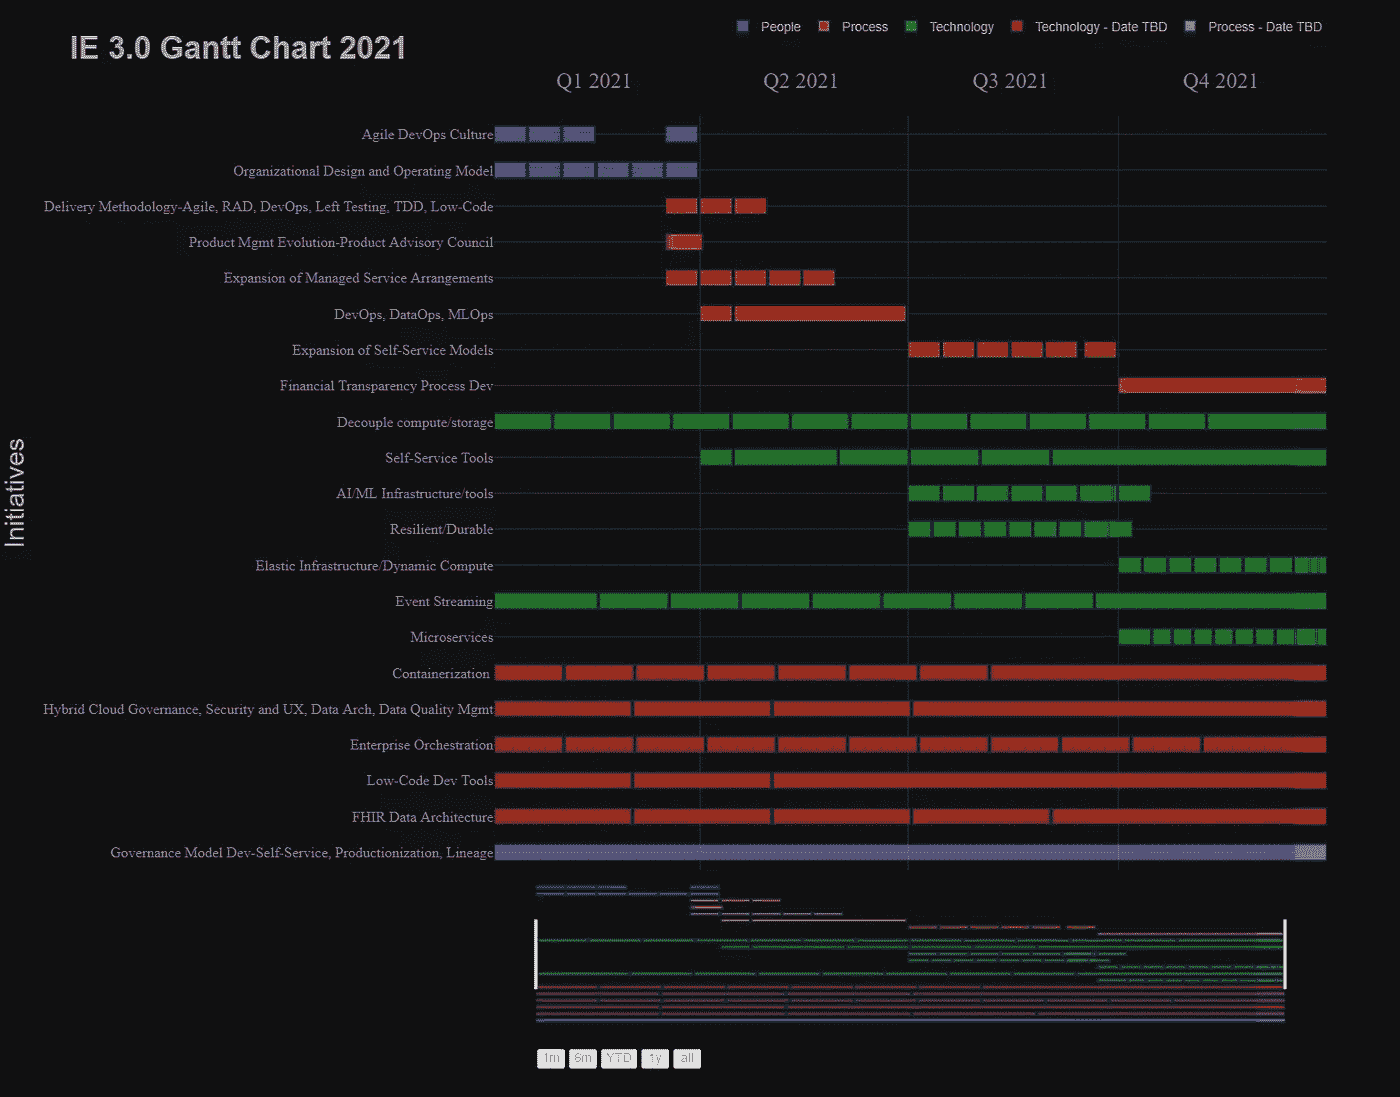 People Process Technology Technology - Date TBD Process - Date TBD
IE 3.0 Gantt Chart 2021
Q1 2021 Q2 2021 Q3 2021 Q4 2021
Initiatives
Agile DevOps Culture
Organizational Design and Operating Model
Delivery Methodology-Agile, RAD, DevOps, Left Testing, TDD, Low-Code
Product Mgmt Evolution-Product Advisory Council
Expansion of Managed Service Arrangements
DevOps, DataOps, MLOps
Expansion of Self-Service Models
Financial Transparency Process Dev
Decouple compute/storage
Self-Service Tools
AI/ML Infrastructure/tools
Resilient/Durable
Elastic Infrastructure/Dynamic Compute
Event Streaming
Microservices
Containerization
Hybrid Cloud Governance, Security and UX, Data Arch, Data Quality Mgmt
Enterprise Orchestration
Low-Code Dev Tools
FHIR Data Architecture
Governance Model Dev-Self-Service, Productionization, Lineage
1m 6m YTD 1y all